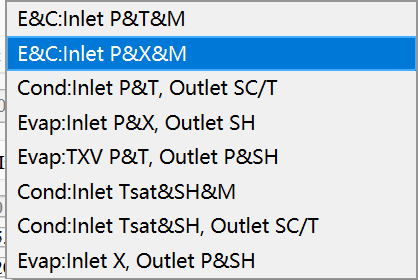 E&C:Inlet P&T&M
E&C:Inlet P&X&M
Cond:Inlet P&T, Outlet SC/T
Evap:Inlet P&X, Outlet SH
Evap:TXV P&T, Outlet P&SH
Cond:Inlet Tsat&SH&M
Cond:Inlet Tsat&SH, Outlet SC/T
Evap:Inlet X, Outlet P&SH